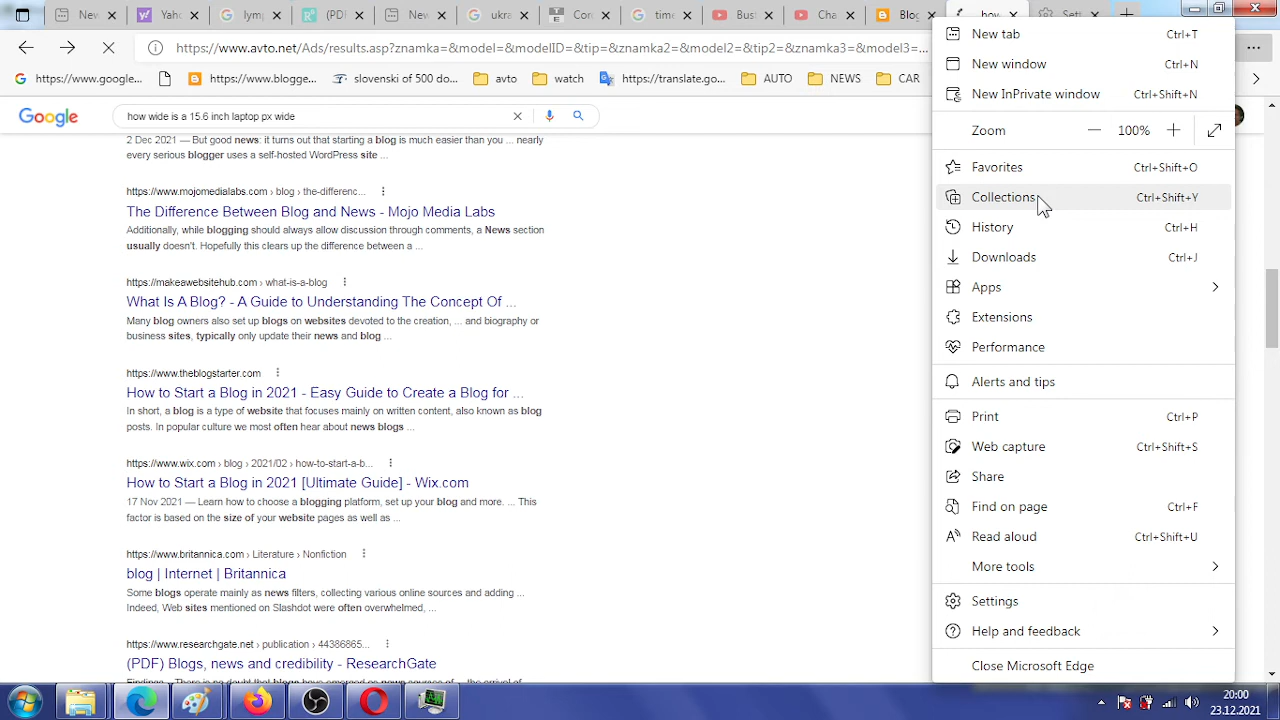 New
Yaho
lyrn
(PD
New
ukra
Con
time
Bus
Cha
Blog
how
Sett
https://www.avto.net/Ads/results.asp?znamka=&model=&modelID=&tip=&znamka2=&model2=&tip2=&znamka3=&model3=...
https://www.google...
https://www.blogge...
slovenski of 500 do...
avto
watch
https://translate.go...
AUTO
NEWS
CAR
Google
how wide is a 15.6 inch laptop px wide
2 Dec 2021 — But good news: it turns out that starting a blog is much easier than you ... nearly
every serious blogger uses a self-hosted WordPress site ...
https://www.mojomedialabs.com › blog › the-differenc...
The Difference Between Blog and News - Mojo Media Labs
Additionally, while blogging should always allow discussion through comments, a News section
usually doesn't. Hopefully this clears up the difference between a ...
https://makeawebsitehub.com › what-is-a-blog
What Is A Blog? - A Guide to Understanding The Concept Of ...
Many blog owners also set up blogs on websites devoted to the creation, ... and biography or
business sites, typically only update their news and blog ...
https://www.theblogstarter.com
How to Start a Blog in 2021 - Easy Guide to Create a Blog for ...
In short, a blog is a type of website that focuses mainly on written content, also known as blog
posts. In popular culture we most often hear about news blogs ...
https://www.wix.com › blog › 2021/02 › how-to-start-a-b...
How to Start a Blog in 2021 [Ultimate Guide] - Wix.com
17 Nov 2021 — Learn how to choose a blogging platform, set up your blog and more. ... This
factor is based on the size of your website pages as well as ...
https://www.britannica.com › Literature › Nonfiction
blog | Internet | Britannica
Some blogs operate mainly as news filters, collecting various online sources and adding ...
Indeed, Web sites mentioned on Slashdot were often overwhelmed, ...
https://www.researchgate.net › publication › 44386865...
(PDF) Blogs, news and credibility - ResearchGate
New tab Ctrl+T
New window Ctrl+N
New InPrivate window Ctrl+Shift+N
Zoom — 100% +
Favorites Ctrl+Shift+O
Collections Ctrl+Shift+Y
History Ctrl+H
Downloads Ctrl+J
Apps
Extensions
Performance
Alerts and tips
Print Ctrl+P
Web capture Ctrl+Shift+S
Share
Find on page Ctrl+F
Read aloud Ctrl+Shift+U
More tools
Settings
Help and feedback
Close Microsoft Edge
20:00
23.12.2021